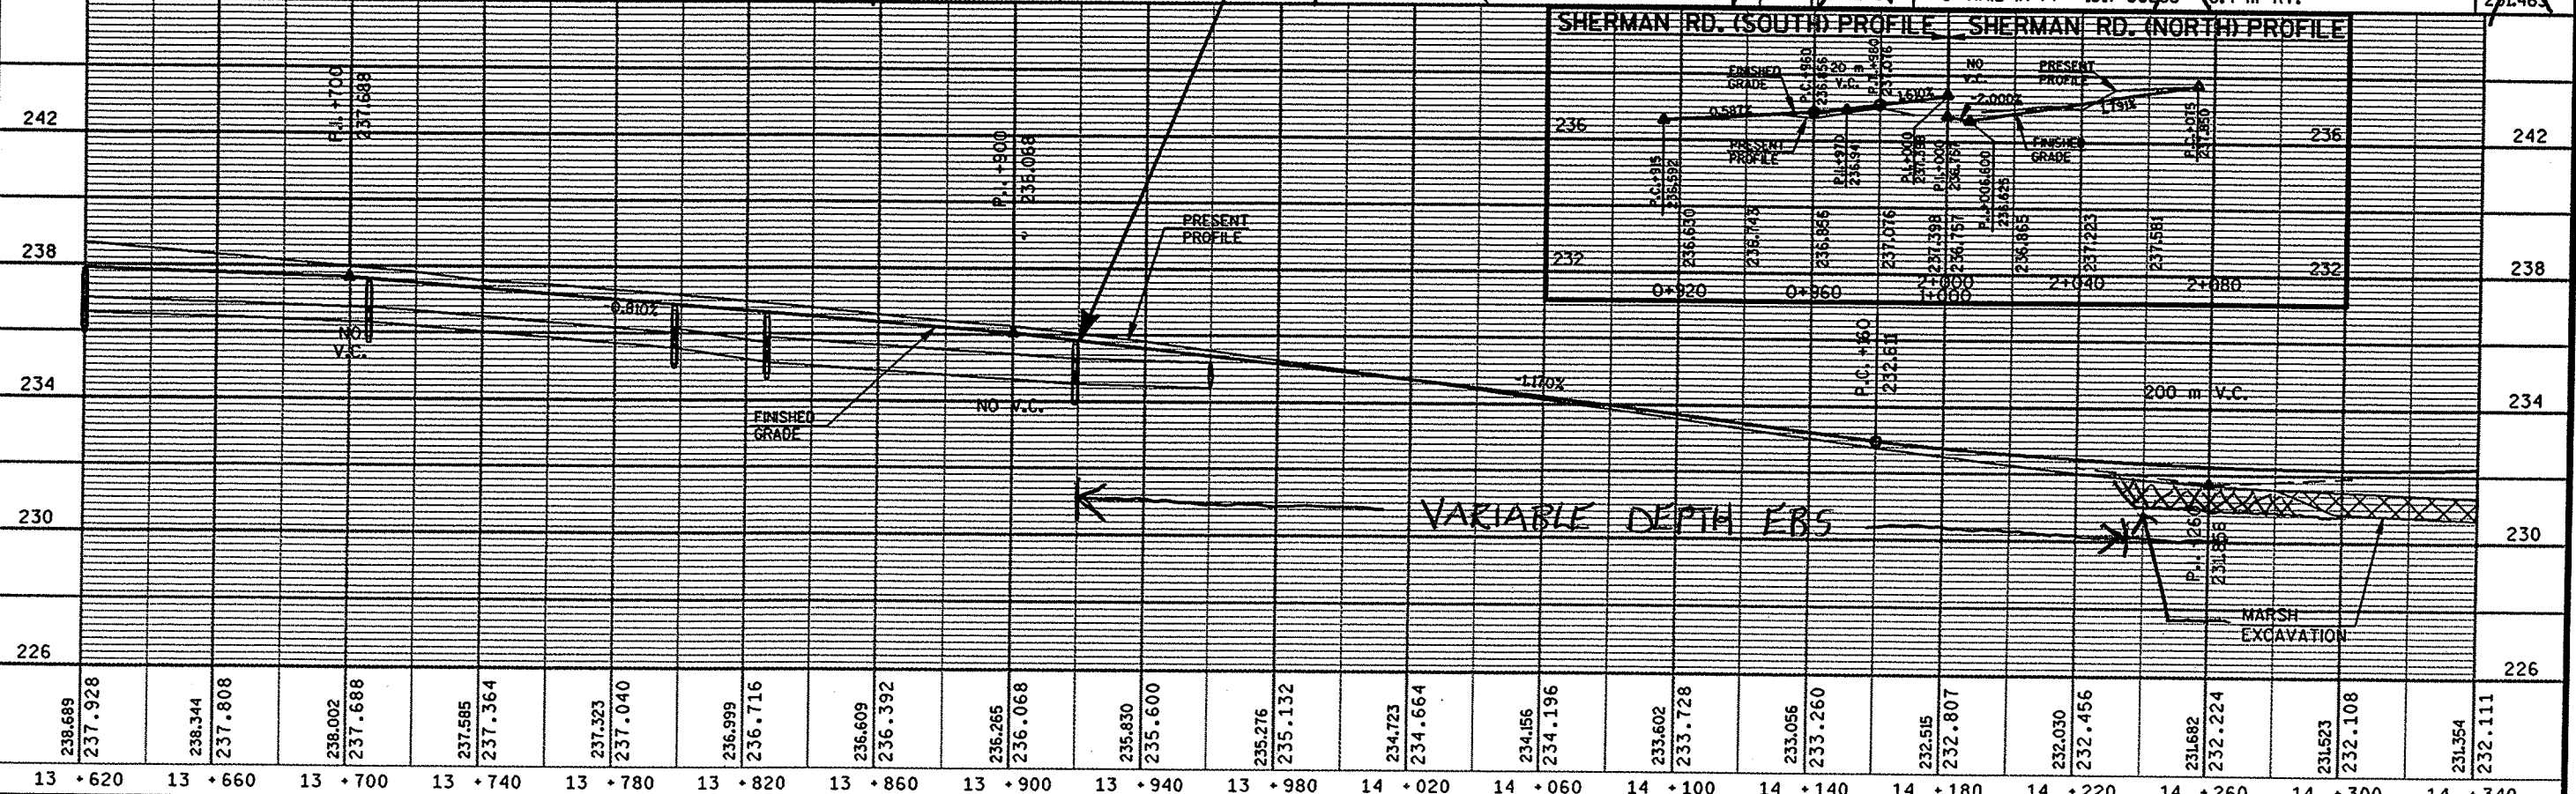 SHERMAN RD. (SOUTH) PROFILE
SHERMAN RD. (NORTH) PROFILE
FINISHED
GRADE
P.C.+960
236.856
20 m
V.C.
P.T.+980
237.076
NO
V.C.
PRESENT
PROFILE
0.587%
1.610%
-2.000%
1.791%
236
236
PRESENT
PROFILE
FINISHED
GRADE
P.C.+915
236.592
P.I.+970
P.I.+000
237.398
P.I.+000
236.757
P.I.+006.600
236.625
P.C.+075
237.850
236.630
236.743
236.856
237.076
237.398
236.757
236.865
237.223
237.581
232
232
0+920
0+960
2+000
1+000
2+040
2+080
242
242
238
238
234
234
230
230
226
226
P.I.+700
237.688
P.I.+900
236.068
PRESENT
PROFILE
-0.810%
NO
V.C.
FINISHED
GRADE
NO V.C.
-1.170%
P.C.+160
232.611
200 m V.C.
VARIABLE DEPTH EBS
231.856
MARSH
EXCAVATION
238.689
237.928
238.344
237.808
238.002
237.688
237.585
237.364
237.323
237.040
236.999
236.716
236.609
236.392
236.265
236.068
235.830
235.600
235.276
235.132
234.723
234.664
234.156
234.196
233.602
233.728
233.056
233.260
232.515
232.807
232.030
232.456
231.682
232.224
231.523
232.108
231.354
232.111
13 +620
13 +660
13 +700
13 +740
13 +780
13 +820
13 +860
13 +900
13 +940
13 +980
14 +020
14 +060
14 +100
14 +140
14 +180
14 +220
14 +260
14 +300
14 +340